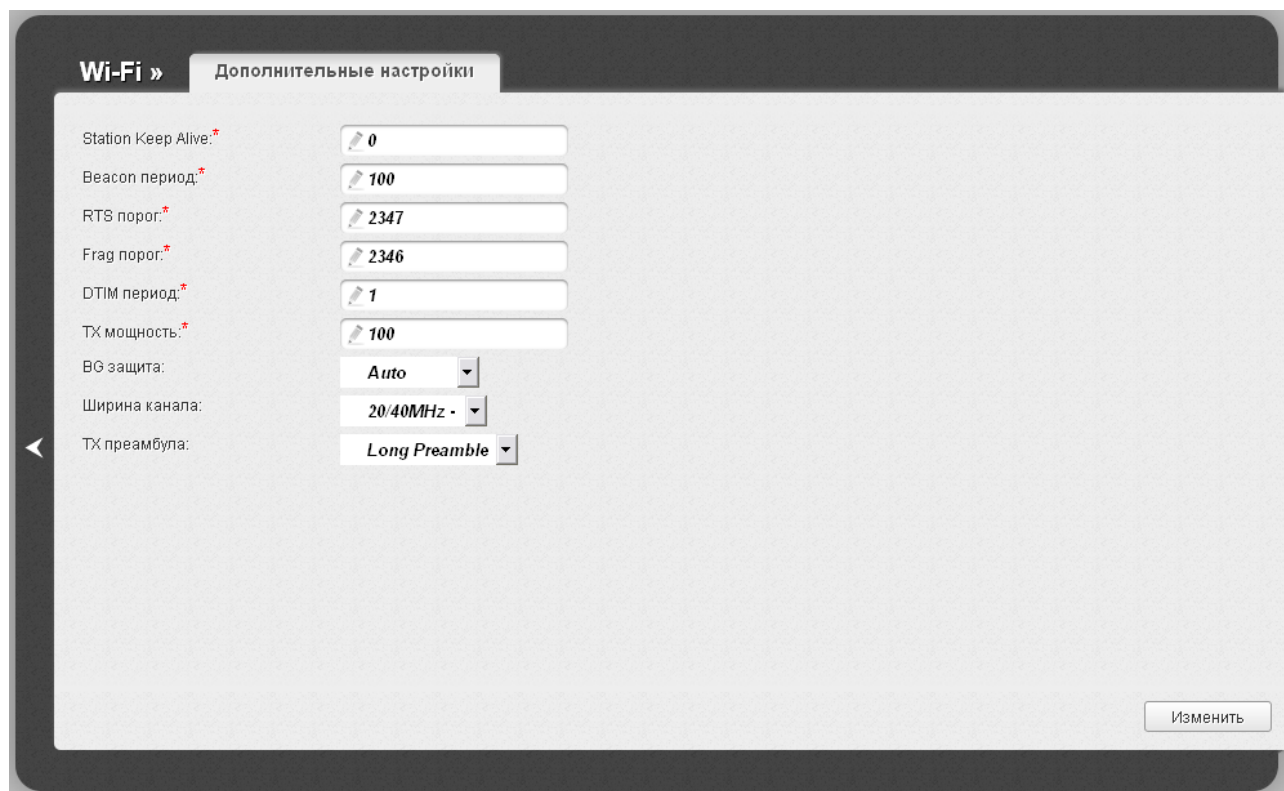 Wi-Fi » Дополнительные настройки
Station Keep Alive:* 0
Beacon период:* 100
RTS порог:* 2347
Frag порог:* 2346
DTIM период:* 1
TX мощность:* 100
BG защита: Auto
Ширина канала: 20/40MHz -
TX преамбула: Long Preamble
Изменить